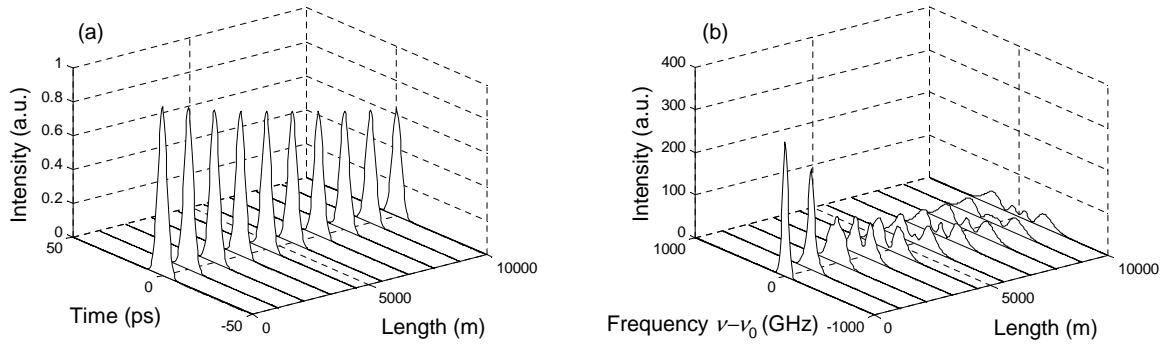 (a)
Intensity (a.u.)
1
0.8
0.6
0.4
0.2
0
50
0
-50
Time (ps)
0
5000
10000
Length (m)
(b)
Intensity (a.u.)
400
300
200
100
0
1000
0
-1000
Frequency ν−ν0 (GHz)
0
5000
10000
Length (m)